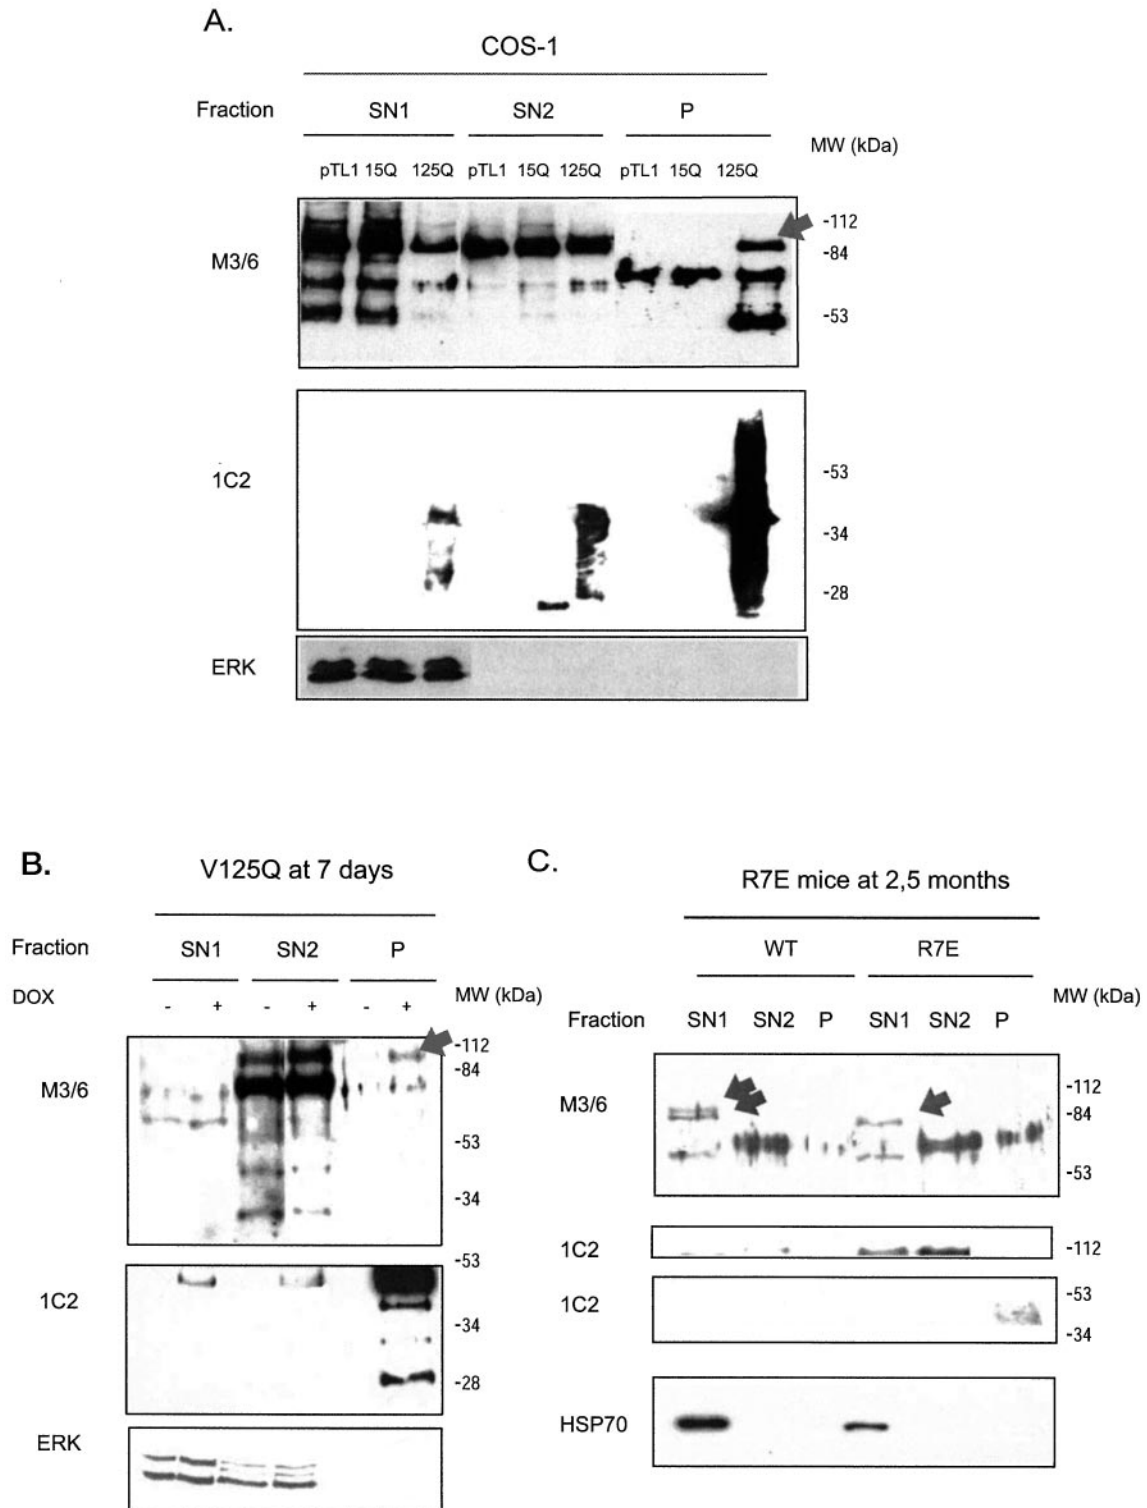 A.
COS-1
Fraction SN1 SN2 P
MW (kDa)
pTL1 15Q 125Q pTL1 15Q 125Q pTL1 15Q 125Q
M3/6
-112
-84
-53
1C2
-53
-34
-28
ERK
B.
V125Q at 7 days
Fraction SN1 SN2 P
DOX - + - + - +
MW (kDa)
M3/6
-112
-84
-53
-34
1C2
-53
-34
-28
ERK
C.
R7E mice at 2,5 months
WT R7E
MW (kDa)
Fraction SN1 SN2 P SN1 SN2 P
M3/6
-112
-84
-53
1C2 -112
1C2
-53
-34
HSP70